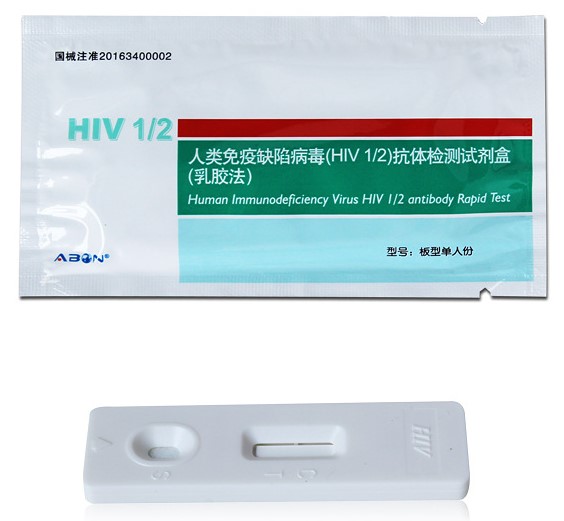 国械注准20163400002
HIV 1/2
人类免疫缺陷病毒(HIV 1/2)抗体检测试剂盒
(乳胶法)
Human Immunodeficiency Virus HIV 1/2 antibody Rapid Test
ABON®
型号：板型单人份
HIV
C T
S